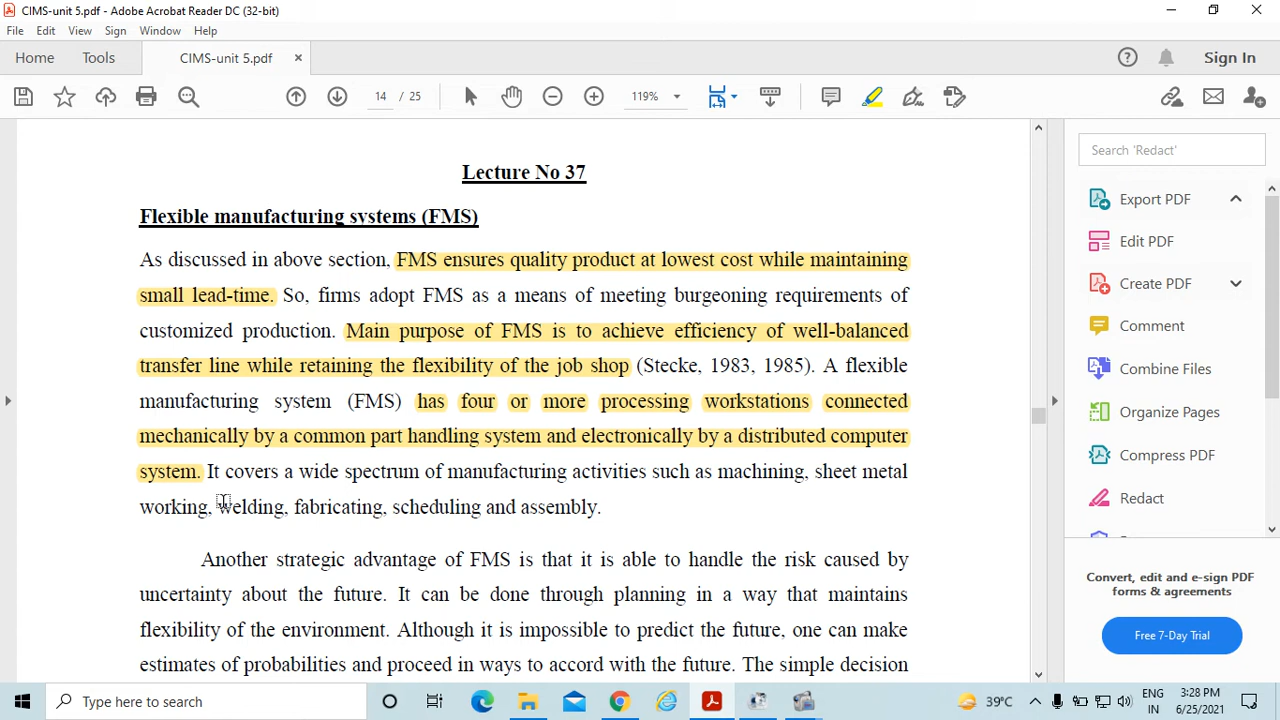 CIMS-unit 5.pdf - Adobe Acrobat Reader DC (32-bit)
File Edit View Sign Window Help
Home Tools CIMS-unit 5.pdf × Sign In
14 / 25 119%
Lecture No 37
Flexible manufacturing systems (FMS)
As discussed in above section, FMS ensures quality product at lowest cost while maintaining
small lead-time. So, firms adopt FMS as a means of meeting burgeoning requirements of
customized production. Main purpose of FMS is to achieve efficiency of well-balanced
transfer line while retaining the flexibility of the job shop (Stecke, 1983, 1985). A flexible
manufacturing system (FMS) has four or more processing workstations connected
mechanically by a common part handling system and electronically by a distributed computer
system. It covers a wide spectrum of manufacturing activities such as machining, sheet metal
working, welding, fabricating, scheduling and assembly.
Another strategic advantage of FMS is that it is able to handle the risk caused by
uncertainty about the future. It can be done through planning in a way that maintains
flexibility of the environment. Although it is impossible to predict the future, one can make
estimates of probabilities and proceed in ways to accord with the future. The simple decision
Search 'Redact'
Export PDF
Edit PDF
Create PDF
Comment
Combine Files
Organize Pages
Compress PDF
Redact
Convert, edit and e-sign PDF
forms & agreements
Free 7-Day Trial
Type here to search
39°C
ENG
IN
3:28 PM
6/25/2021